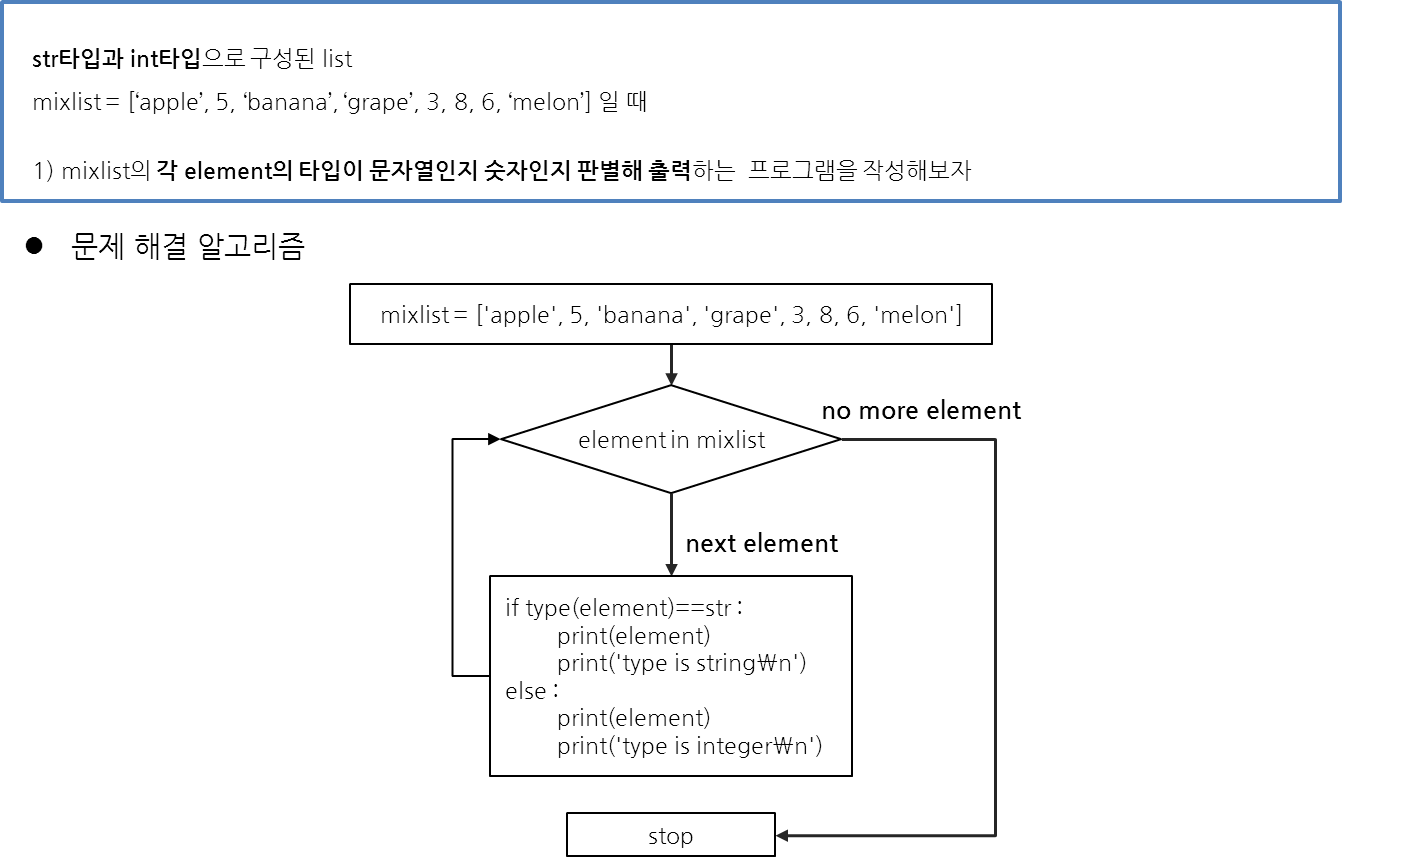 str타입과 int타입으로 구성된 list
mixlist = [‘apple’, 5, ‘banana’, ‘grape’, 3, 8, 6, ‘melon’] 일 때
1) mixlist의 각 element의 타입이 문자열인지 숫자인지 판별해 출력하는 프로그램을 작성해보자
● 문제 해결 알고리즘
mixlist = ['apple', 5, 'banana', 'grape', 3, 8, 6, 'melon']
no more element
element in mixlist
next element
if type(element)==str :
print(element)
print('type is string₩n')
else :
print(element)
print('type is integer₩n')
stop